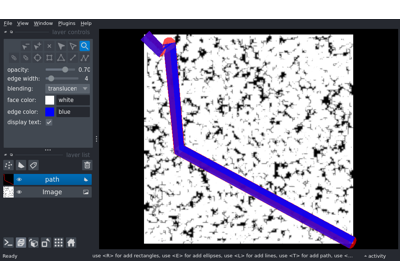 File View Window Plugins Help
layer controls
opacity: 0.70
edge width: 4
blending: translucen
face color: white
edge color: blue
display text:
layer list
path
Image
Ready use <R> for add rectangles, use <E> for add ellipses, use <L> for add lines, use <T> for add path, use <... activity